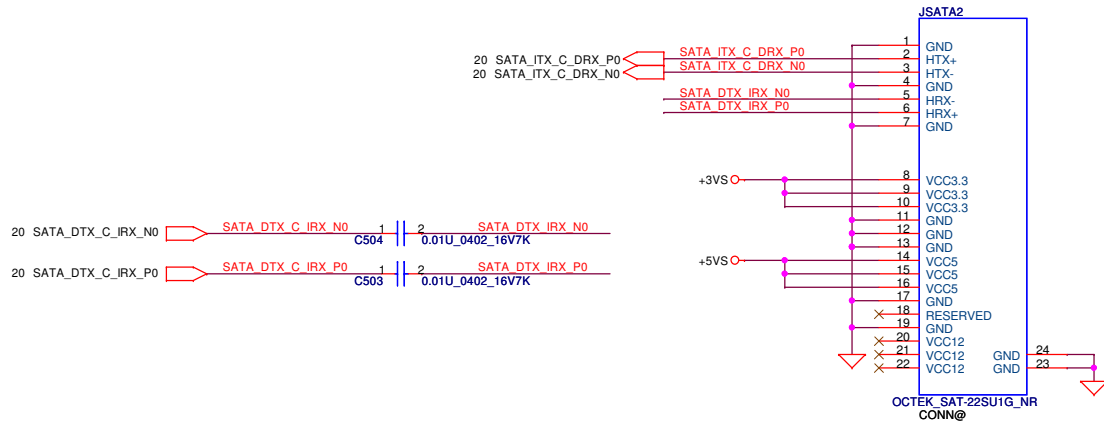 JSATA2
1 GND
20 SATA_ITX_C_DRX_P0 SATA_ITX_C_DRX_P0 2 HTX+
20 SATA_ITX_C_DRX_N0 SATA_ITX_C_DRX_N0 3 HTX-
4 GND
SATA_DTX_IRX_N0 5 HRX-
SATA_DTX_IRX_P0 6 HRX+
7 GND
+3VS 8 VCC3.3
9 VCC3.3
10 VCC3.3
11 GND
12 GND
13 GND
+5VS 14 VCC5
15 VCC5
16 VCC5
17 GND
18 RESERVED
19 GND
20 VCC12
21 VCC12 GND 24
22 VCC12 GND 23
OCTEK_SAT-22SU1G_NR
CONN@
20 SATA_DTX_C_IRX_N0 SATA_DTX_C_IRX_N0 1 2 SATA_DTX_IRX_N0
C504 0.01U_0402_16V7K
20 SATA_DTX_C_IRX_P0 SATA_DTX_C_IRX_P0 1 2 SATA_DTX_IRX_P0
C503 0.01U_0402_16V7K